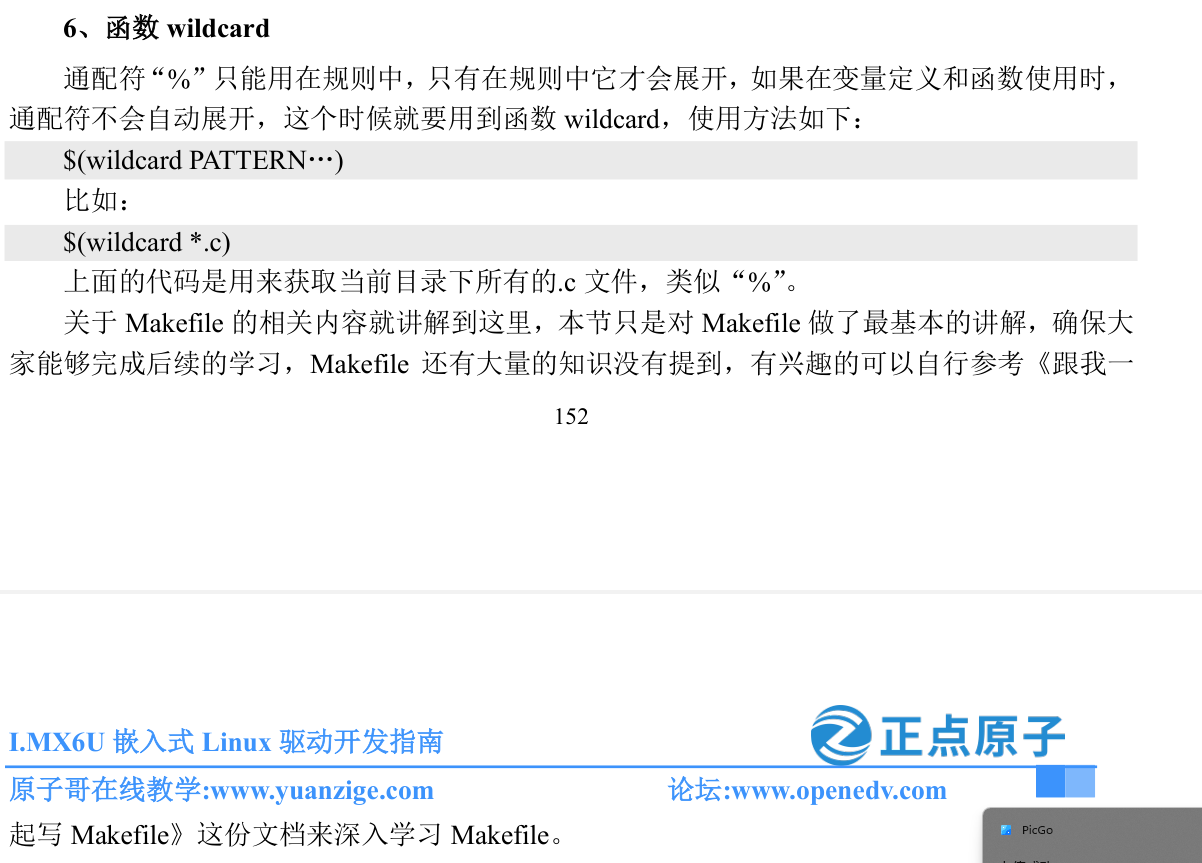 6、函数 wildcard
通配符“%”只能用在规则中，只有在规则中它才会展开，如果在变量定义和函数使用时，
通配符不会自动展开，这个时候就要用到函数 wildcard，使用方法如下：
$(wildcard PATTERN…)
比如：
$(wildcard *.c)
上面的代码是用来获取当前目录下所有的.c 文件，类似“%”。
关于 Makefile 的相关内容就讲解到这里，本节只是对 Makefile 做了最基本的讲解，确保大
家能够完成后续的学习，Makefile 还有大量的知识没有提到，有兴趣的可以自行参考《跟我一
152
I.MX6U 嵌入式 Linux 驱动开发指南
正点原子
原子哥在线教学:www.yuanzige.com 论坛:www.openedv.com
起写 Makefile》这份文档来深入学习 Makefile。
PicGo